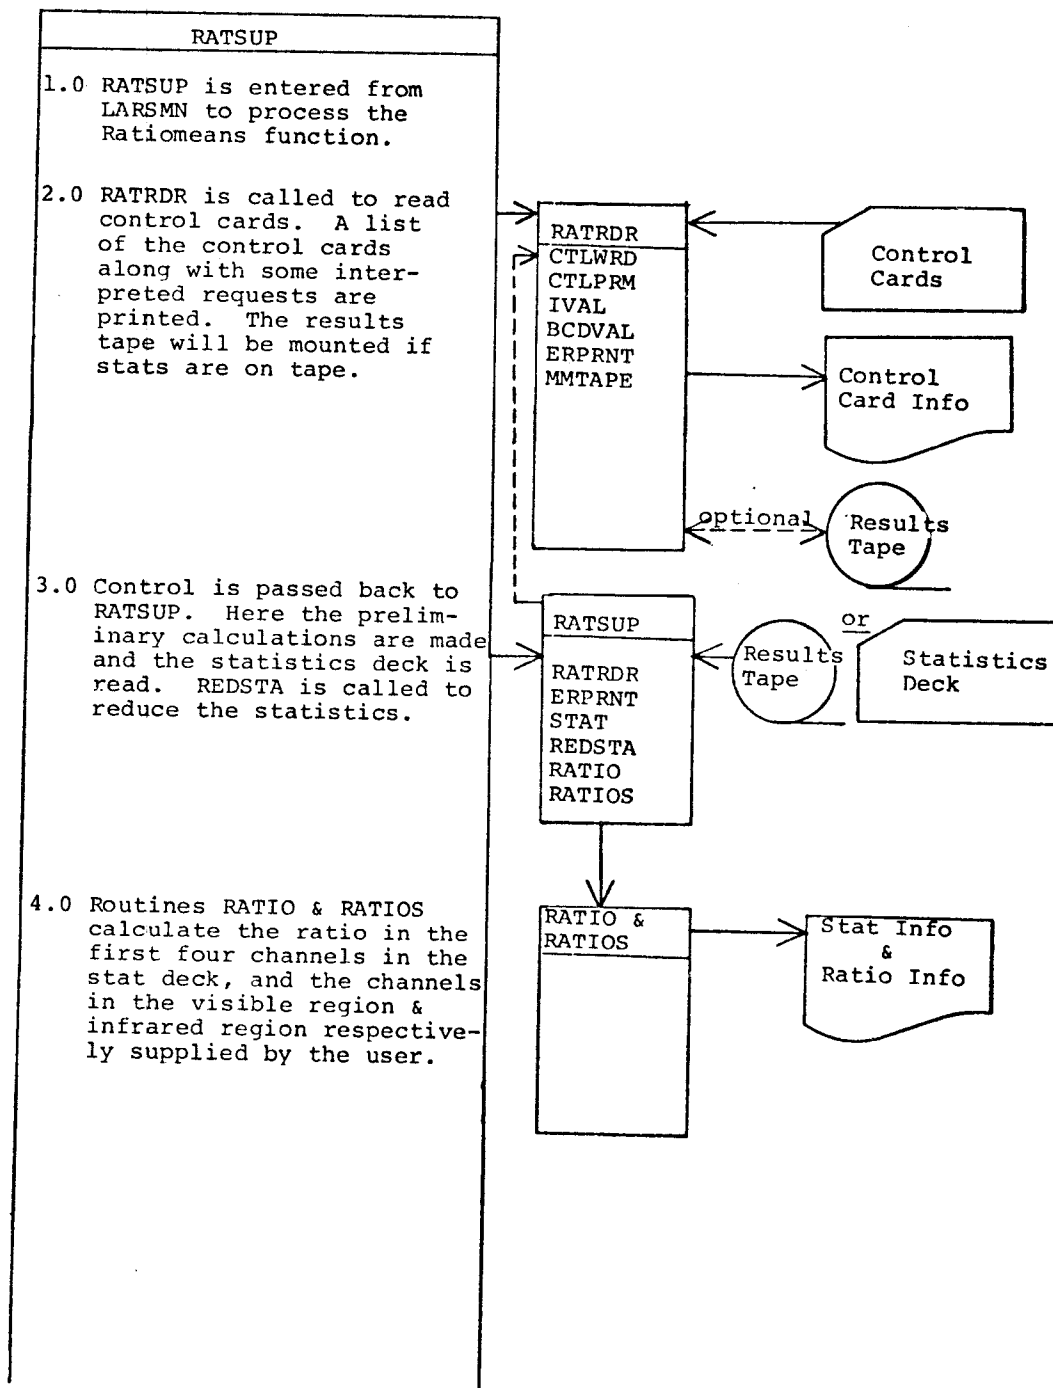 RATSUP
1.0 RATSUP is entered from
LARSMN to process the
Ratiomeans function.
2.0 RATRDR is called to read
control cards. A list
of the control cards
along with some inter-
preted requests are
printed. The results
tape will be mounted if
stats are on tape.
RATRDR
CTLWRD
CTLPRM
IVAL
BCDVAL
ERPRNT
MMTAPE
Control
Cards
Control
Card Info
optional
Results
Tape
3.0 Control is passed back to
RATSUP. Here the prelim-
inary calculations are made
and the statistics deck is
read. REDSTA is called to
reduce the statistics.
RATSUP
RATRDR
ERPRNT
STAT
REDSTA
RATIO
RATIOS
Results
Tape
or
Statistics
Deck
4.0 Routines RATIO & RATIOS
calculate the ratio in the
first four channels in the
stat deck, and the channels
in the visible region &
infrared region respective-
ly supplied by the user.
RATIO &
RATIOS
Stat Info
&
Ratio Info